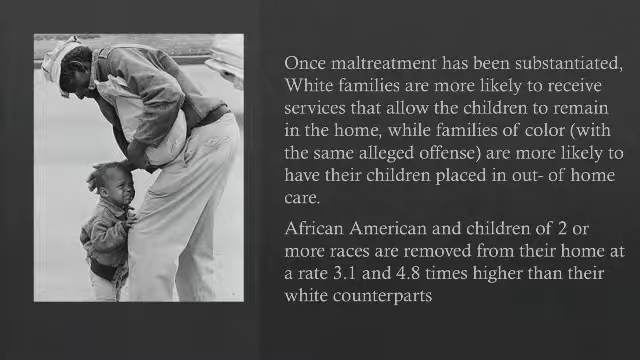 Once maltreatment has been substantiated,
White families are more likely to receive
services that allow the children to remain
in the home, while families of color (with
the same alleged offense) are more likely to
have their children placed in out- of home
care.
African American and children of 2 or
more races are removed from their home at
a rate 3.1 and 4.8 times higher than their
white counterparts